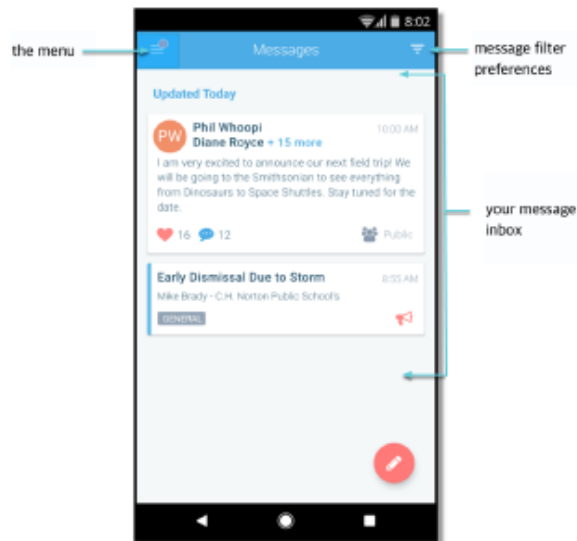 8:02
the menu
Messages
message filter
preferences
Updated Today
PW
Phil Whoopi
10:00 AM
Diane Royce + 15 more
I am very excited to announce our next field trip! We
will be going to the Smithsonian to see everything
from Dinosaurs to Space Shuttles. Stay tuned for the
date.
16 12 Public
your message
inbox
Early Dismissal Due to Storm 8:55 AM
Mike Brady - C.H. Norton Public School's
GENERAL